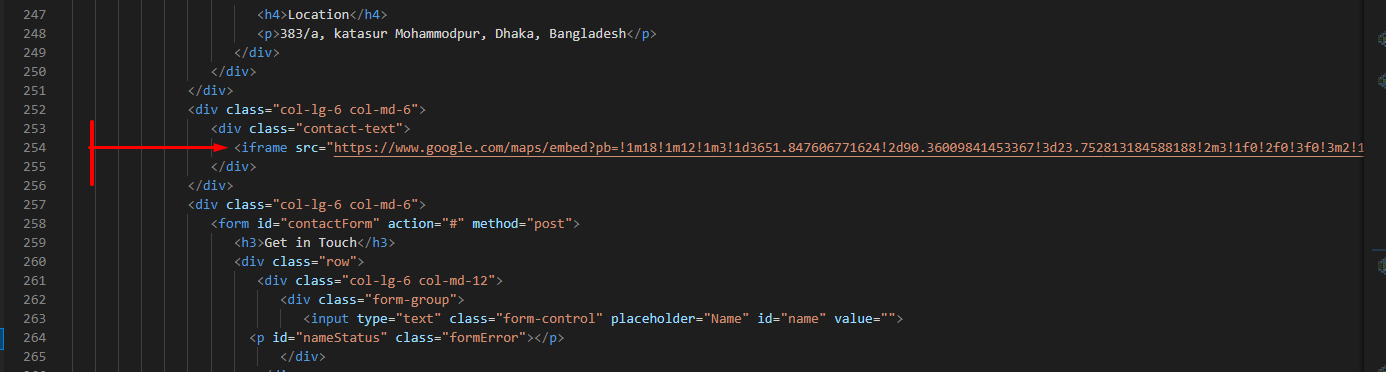 247 <h4>Location</h4>
248 <p>383/a, katasur Mohammodpur, Dhaka, Bangladesh</p>
249 </div>
250 </div>
251 </div>
252 <div class="col-lg-6 col-md-6">
253 <div class="contact-text">
254 <iframe src="https://www.google.com/maps/embed?pb=!1m18!1m12!1m3!1d3651.847606771624!2d90.36009841453367!3d23.752813184588188!2m3!1f0!2f0!3f0!3m2!1
255 </div>
256 </div>
257 <div class="col-lg-6 col-md-6">
258 <form id="contactForm" action="#" method="post">
259 <h3>Get in Touch</h3>
260 <div class="row">
261 <div class="col-lg-6 col-md-12">
262 <div class="form-group">
263 <input type="text" class="form-control" placeholder="Name" id="name" value="">
264 <p id="nameStatus" class="formError"></p>
265 </div>